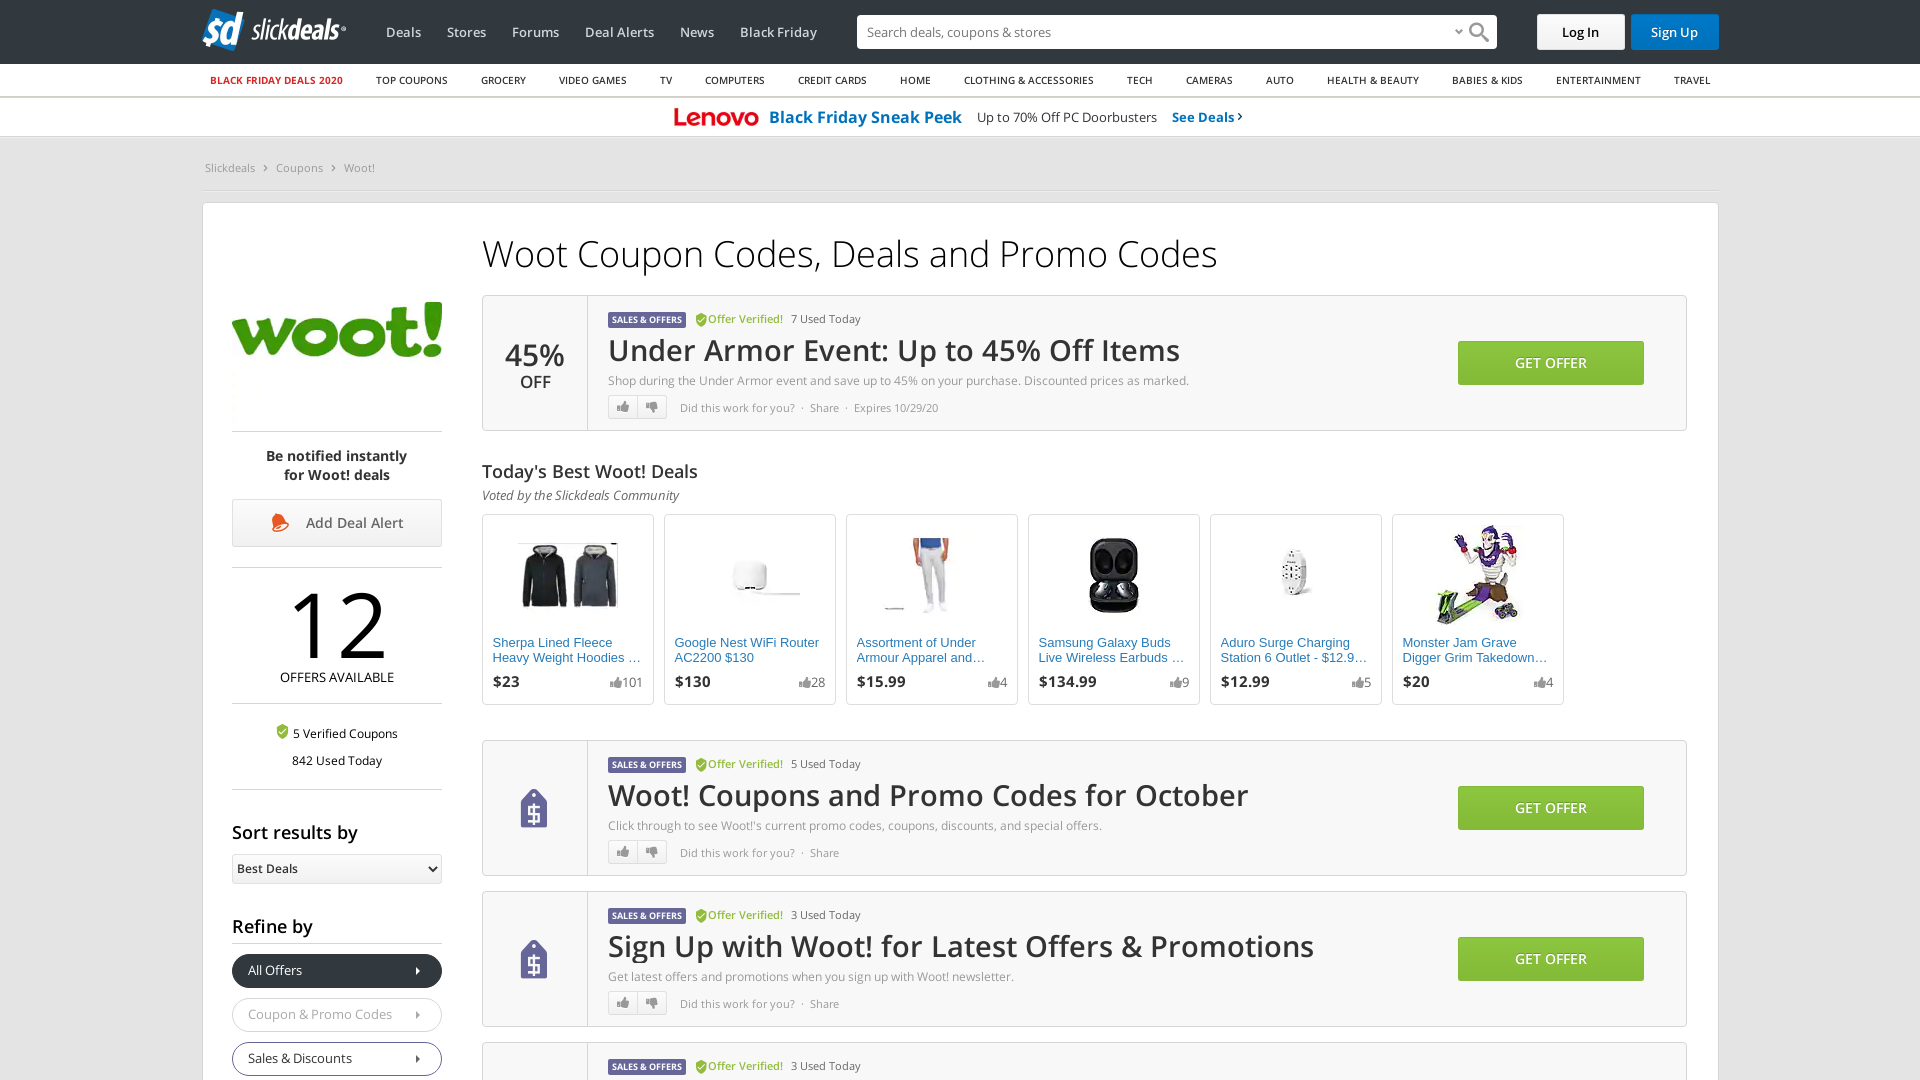 sd slickdeals
Deals Stores Forums Deal Alerts News Black Friday
Search deals, coupons & stores
Log In Sign Up
BLACK FRIDAY DEALS 2020 TOP COUPONS GROCERY VIDEO GAMES TV COMPUTERS CREDIT CARDS HOME CLOTHING & ACCESSORIES TECH CAMERAS AUTO HEALTH & BEAUTY BABIES & KIDS ENTERTAINMENT TRAVEL
Lenovo Black Friday Sneak Peek Up to 70% Off PC Doorbusters See Deals
Slickdeals Coupons Woot!
woot!
Be notified instantly
for Woot! deals
Add Deal Alert
12
OFFERS AVAILABLE
5 Verified Coupons
842 Used Today
Sort results by
Best Deals
Refine by
All Offers
Coupon & Promo Codes
Sales & Discounts
Woot Coupon Codes, Deals and Promo Codes
45%
OFF
SALES & OFFERS Offer Verified! 7 Used Today
Under Armor Event: Up to 45% Off Items
Shop during the Under Armor event and save up to 45% on your purchase. Discounted prices as marked.
Did this work for you? · Share · Expires 10/29/20
GET OFFER
Today's Best Woot! Deals
Voted by the Slickdeals Community
Sherpa Lined Fleece
Heavy Weight Hoodies …
$23 101
Google Nest WiFi Router
AC2200 $130
$130 28
Assortment of Under
Armour Apparel and…
$15.99 4
Samsung Galaxy Buds
Live Wireless Earbuds …
$134.99 9
Aduro Surge Charging
Station 6 Outlet - $12.9…
$12.99 5
Monster Jam Grave
Digger Grim Takedown…
$20 4
SALES & OFFERS Offer Verified! 5 Used Today
Woot! Coupons and Promo Codes for October
Click through to see Woot!'s current promo codes, coupons, discounts, and special offers.
Did this work for you? · Share
GET OFFER
SALES & OFFERS Offer Verified! 3 Used Today
Sign Up with Woot! for Latest Offers & Promotions
Get latest offers and promotions when you sign up with Woot! newsletter.
Did this work for you? · Share
GET OFFER
SALES & OFFERS Offer Verified! 3 Used Today